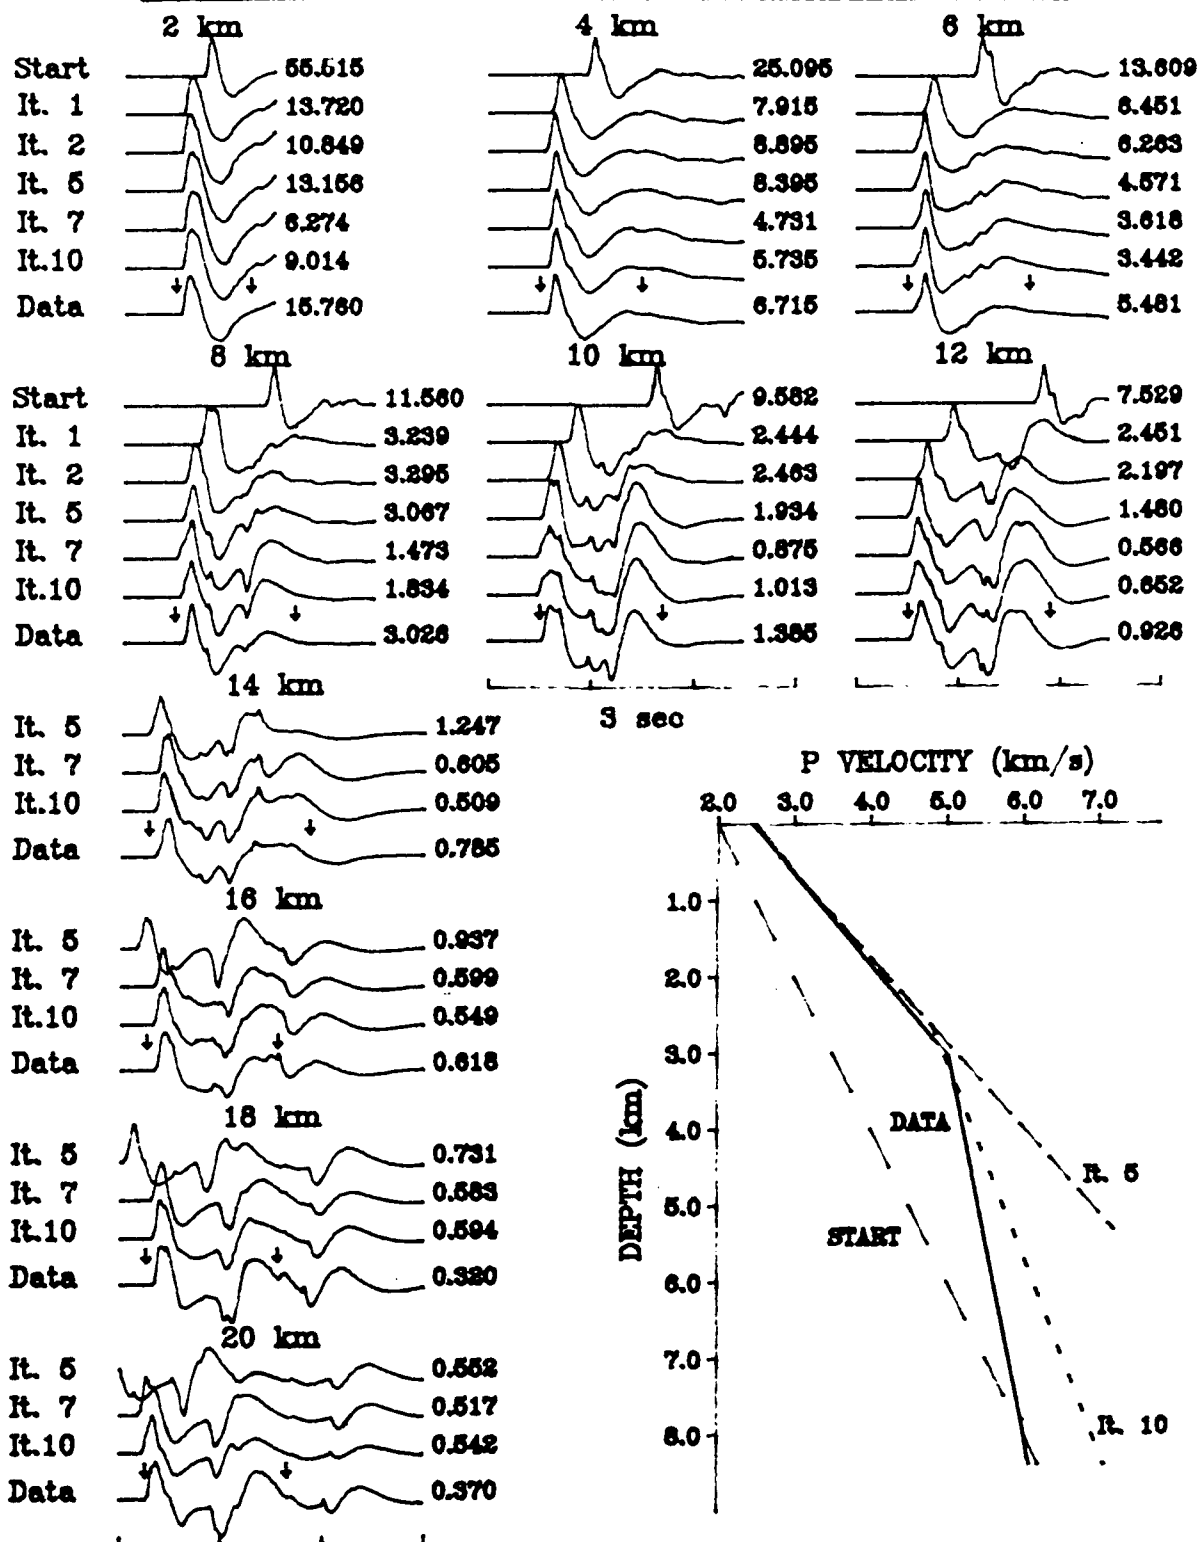 2 km 4 km 6 km
Start 55.515 25.095 13.609
It. 1 13.720 7.915 6.451
It. 2 10.849 6.895 6.263
It. 5 13.156 8.395 4.571
It. 7 6.274 4.731 3.618
It.10 9.014 5.735 3.442
Data 15.760 6.715 5.481
8 km 10 km 12 km
Start 11.560 9.582 7.529
It. 1 3.239 2.444 2.451
It. 2 3.295 2.463 2.197
It. 5 3.067 1.934 1.480
It. 7 1.473 0.875 0.566
It.10 1.834 1.013 0.652
Data 3.026 1.385 0.926
14 km
It. 5 1.247
It. 7 0.605
It.10 0.509
Data 0.785
16 km
It. 5 0.937
It. 7 0.599
It.10 0.549
Data 0.618
18 km
It. 5 0.731
It. 7 0.583
It.10 0.594
Data 0.320
20 km
It. 5 0.552
It. 7 0.517
It.10 0.542
Data 0.370
3 sec
P VELOCITY (km/s)
2.0 3.0 4.0 5.0 6.0 7.0
1.0
2.0
3.0
4.0
5.0
6.0
7.0
8.0
DEPTH (km)
DATA
START
It. 5
It. 10